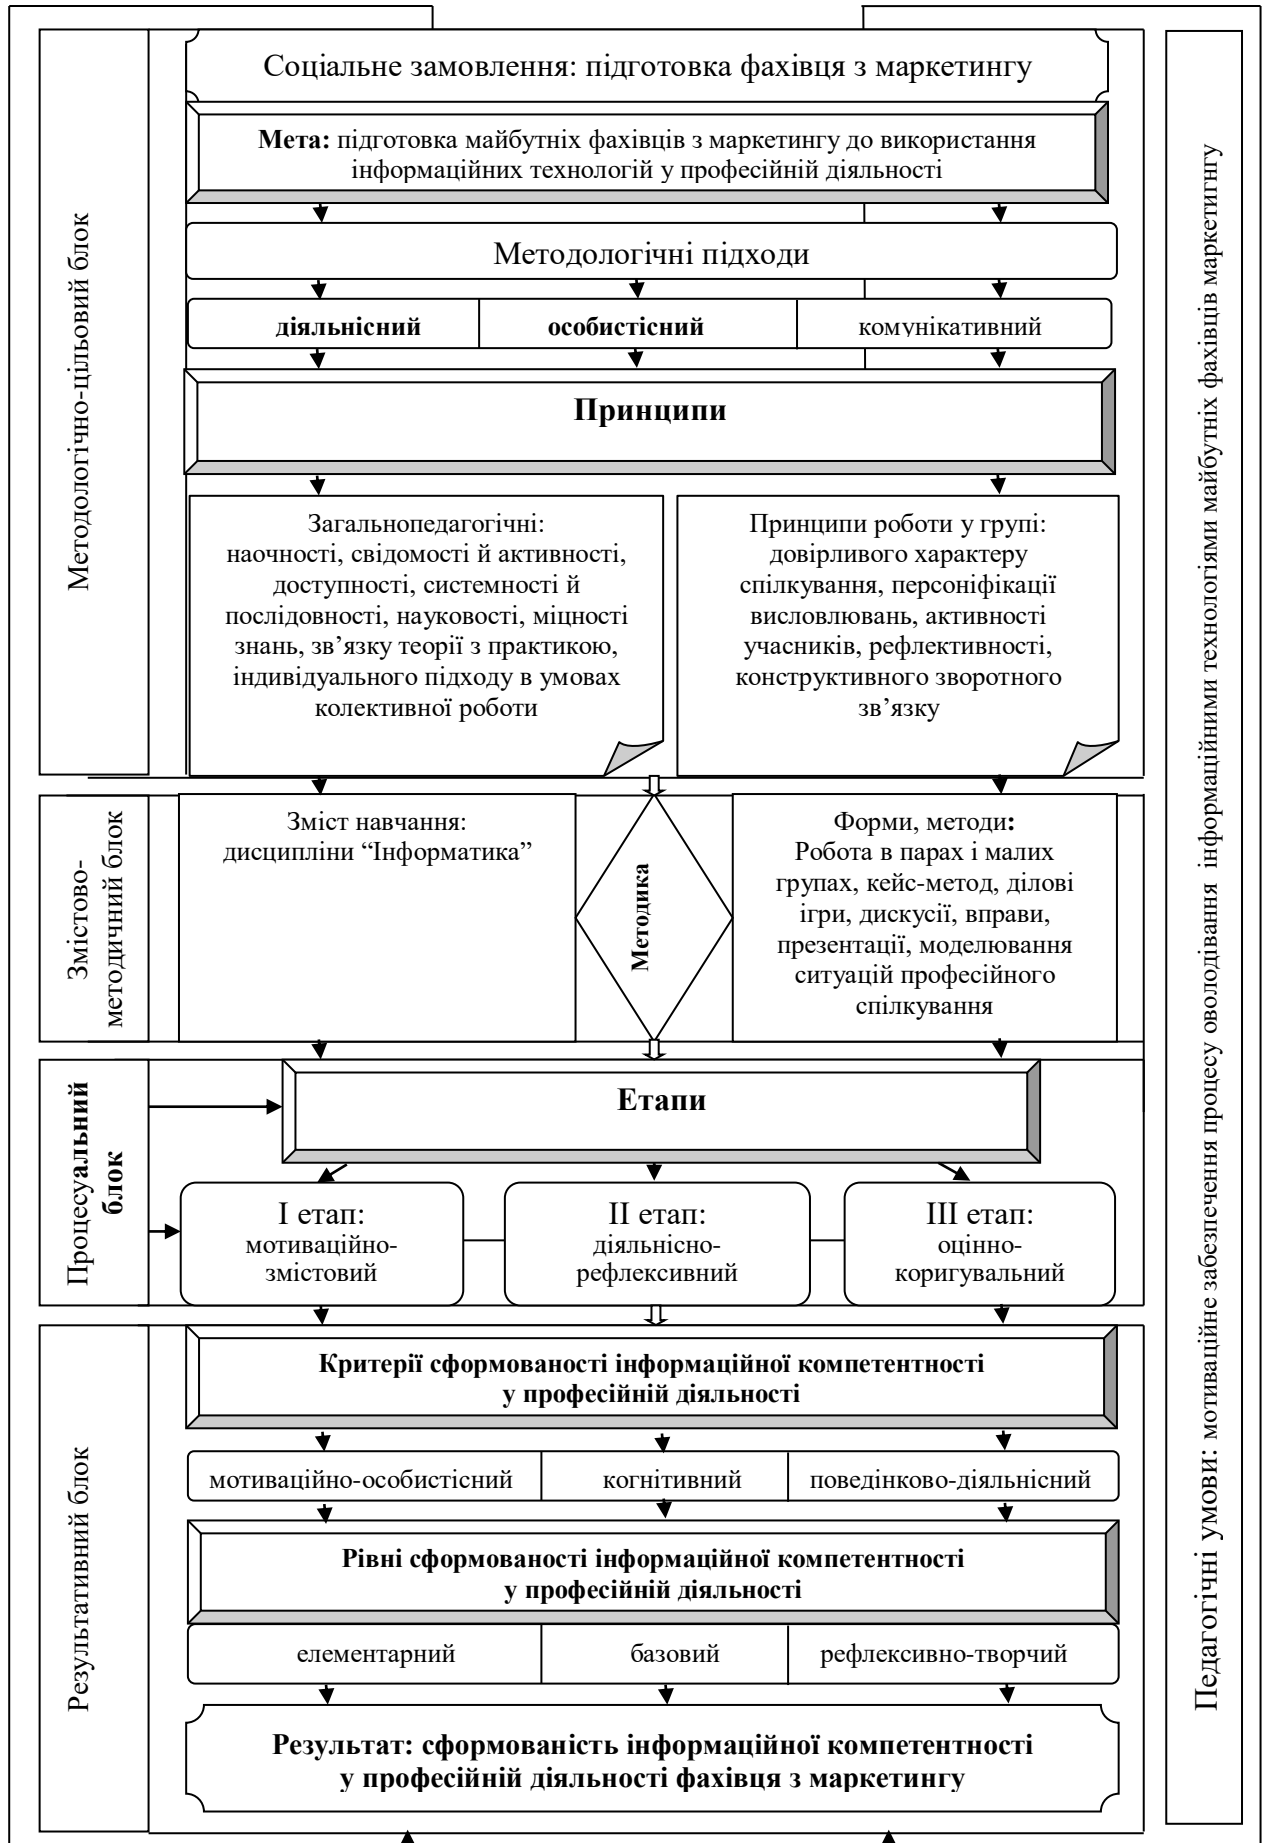 Соціальне замовлення: підготовка фахівця з маркетингу
Мета: підготовка майбутніх фахівців з маркетингу до використання
інформаційних технологій у професійній діяльності
Методологічні підходи
діяльнісний
особистісний
комунікативний
Принципи
Загальнопедагогічні:
наочності, свідомості й активності,
доступності, системності й
послідовності, науковості, міцності
знань, зв’язку теорії з практикою,
індивідуального підходу в умовах
колективної роботи
Принципи роботи у групі:
довірливого характеру
спілкування, персоніфікації
висловлювань, активності
учасників, рефлективності,
конструктивного зворотного
зв’язку
Методологічно-цільовий блок
Змістово-
методичний блок
Зміст навчання:
дисципліни “Інформатика”
Методика
Форми, методи:
Робота в парах і малих
групах, кейс-метод, ділові
ігри, дискусії, вправи,
презентації, моделювання
ситуацій професійного
спілкування
Процесуальний
блок
Етапи
І етап:
мотиваційно-
змістовий
ІІ етап:
діяльнісно-
рефлексивний
ІІІ етап:
оцінно-
коригувальний
Результативний блок
Критерії сформованості інформаційної компетентності
у професійній діяльності
мотиваційно-особистісний
когнітивний
поведінково-діяльнісний
Рівні сформованості інформаційної компетентності
у професійній діяльності
елементарний
базовий
рефлексивно-творчий
Результат: сформованість інформаційної компетентності
у професійній діяльності фахівця з маркетингу
Педагогічні умови: мотиваційне забезпечення процесу оволодівання інформаційними технологіями майбутніх фахівців маркетигнгу